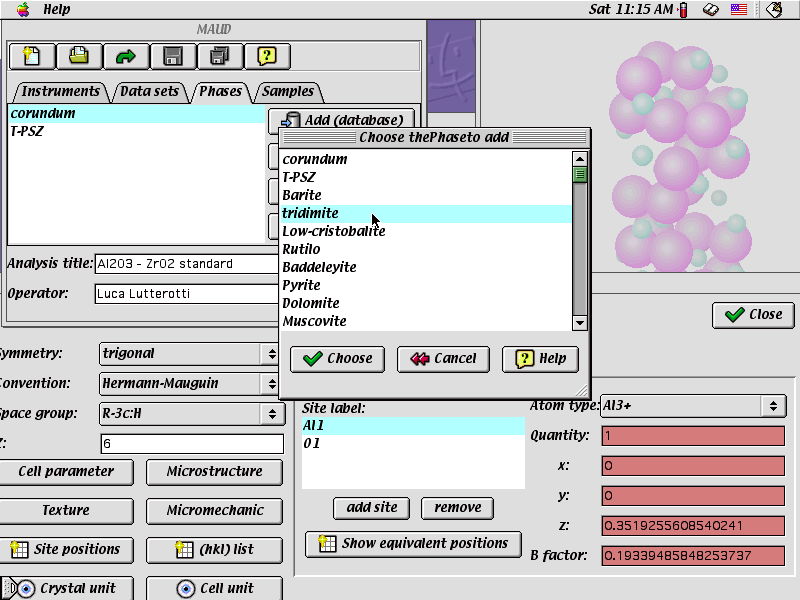 Help
Sat 11:15 AM
MAUD
Instruments
Data sets
Phases
Samples
corundum
T-PSZ
Add (database)
Choose thePhaseto add
corundum
T-PSZ
Barite
tridimite
Low-cristobalite
Rutilo
Baddeleyite
Pyrite
Dolomite
Muscovite
Choose
Cancel
Help
Analysis title:
Al2O3 - ZrO2 standard
Operator:
Luca Lutterotti
Close
Symmetry:
trigonal
Convention:
Hermann-Mauguin
Space group:
R-3c:H
Z:
6
Cell parameter
Microstructure
Texture
Micromechanic
Site positions
(hkl) list
Crystal unit
Cell unit
Site label:
Al1
O1
add site
remove
Show equivalent positions
Atom type:
Al3+
Quantity:
1
x:
0
y:
0
z:
0.3519255608540241
B factor:
0.19339485848253737